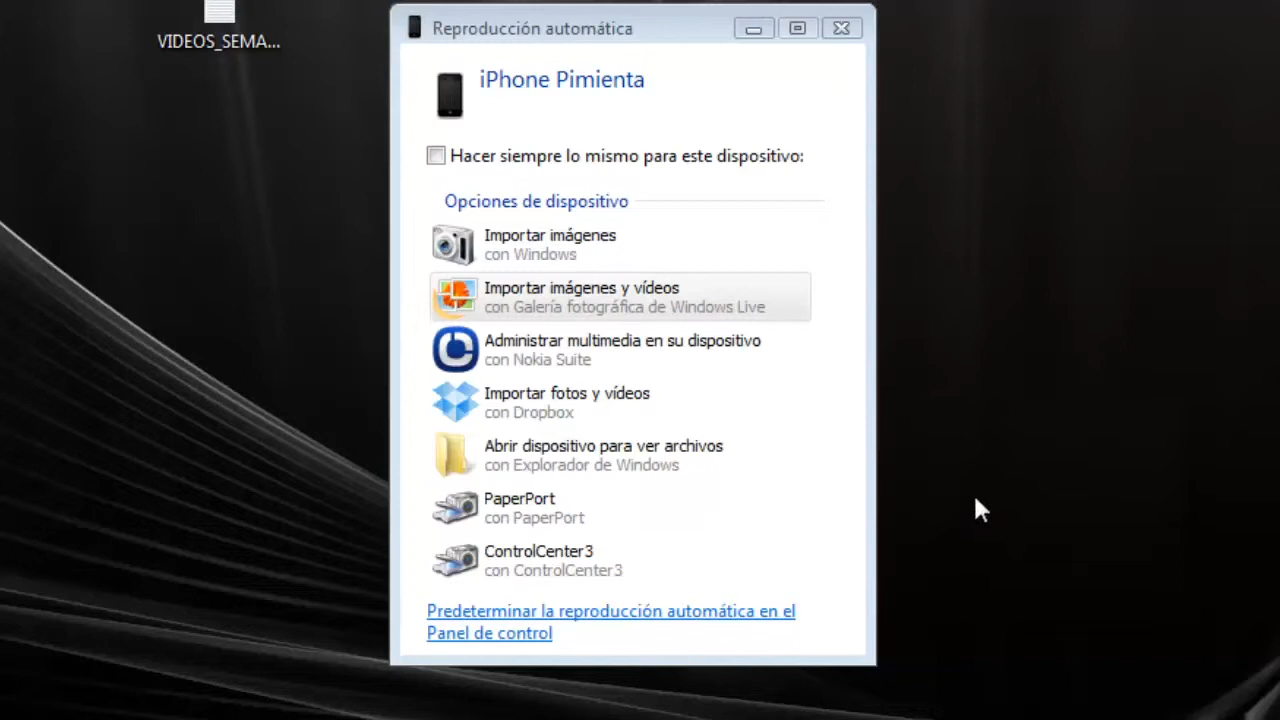 VIDEOS_SEMA...
Reproducción automática
iPhone Pimienta
Hacer siempre lo mismo para este dispositivo:
Opciones de dispositivo
Importar imágenes
con Windows
Importar imágenes y vídeos
con Galería fotográfica de Windows Live
Administrar multimedia en su dispositivo
con Nokia Suite
Importar fotos y vídeos
con Dropbox
Abrir dispositivo para ver archivos
con Explorador de Windows
PaperPort
con PaperPort
ControlCenter3
con ControlCenter3
Predeterminar la reproducción automática en el
Panel de control